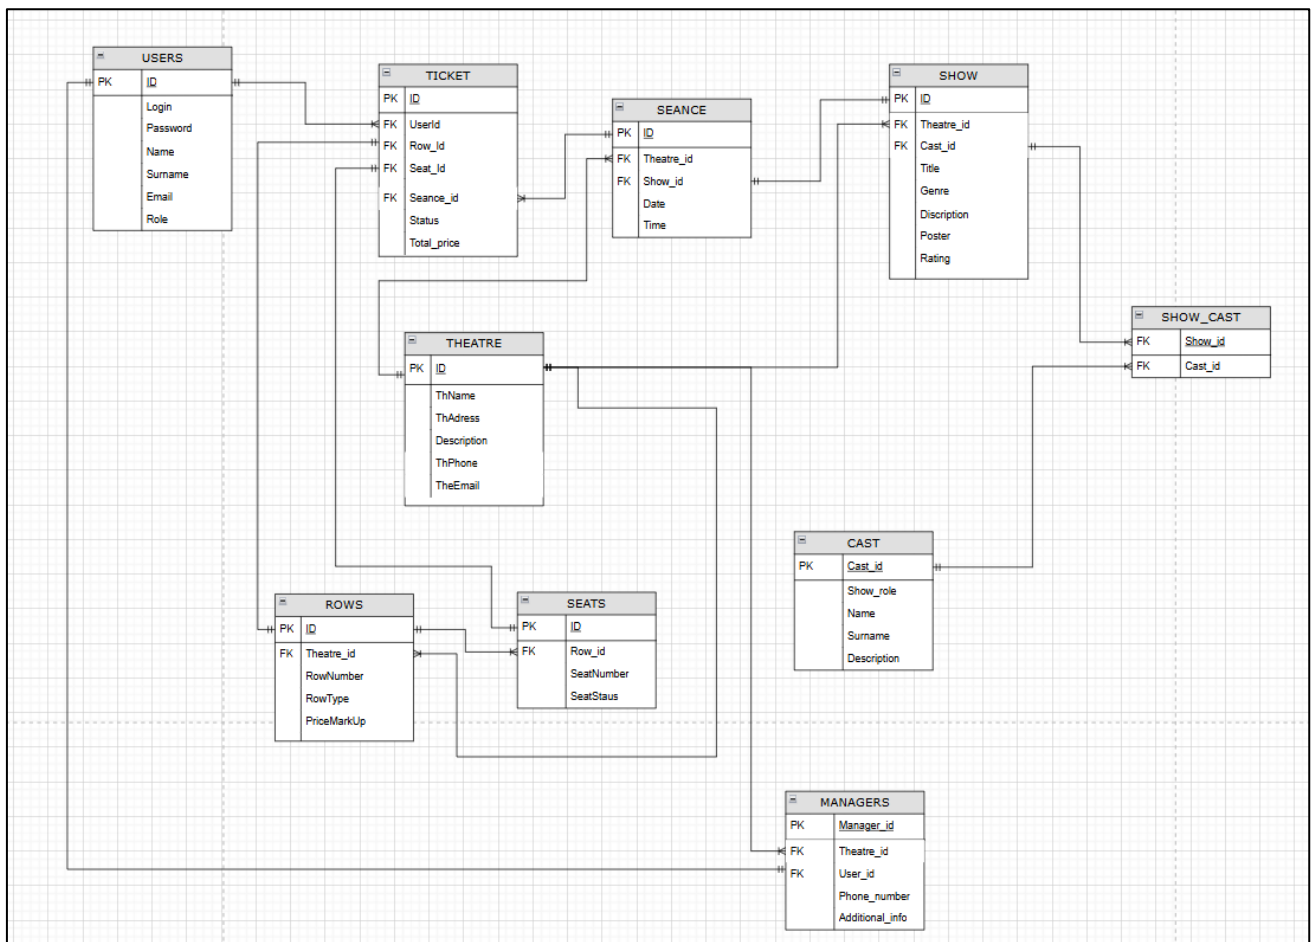 USERS
PK ID
Login
Password
Name
Surname
Email
Role
TICKET
PK ID
FK UserId
FK Row_Id
FK Seat_Id
FK Seance_id
Status
Total_price
SEANCE
PK ID
FK Theatre_id
FK Show_id
Date
Time
SHOW
PK ID
FK Theatre_id
FK Cast_id
Title
Genre
Discription
Poster
Rating
SHOW_CAST
FK Show_id
FK Cast_id
THEATRE
PK ID
ThName
ThAdress
Description
ThPhone
TheEmail
CAST
PK Cast_id
Show_role
Name
Surname
Description
ROWS
PK ID
FK Theatre_id
RowNumber
RowType
PriceMarkUp
SEATS
PK ID
FK Row_id
SeatNumber
SeatStaus
MANAGERS
PK Manager_id
FK Theatre_id
FK User_id
Phone_number
Additional_info